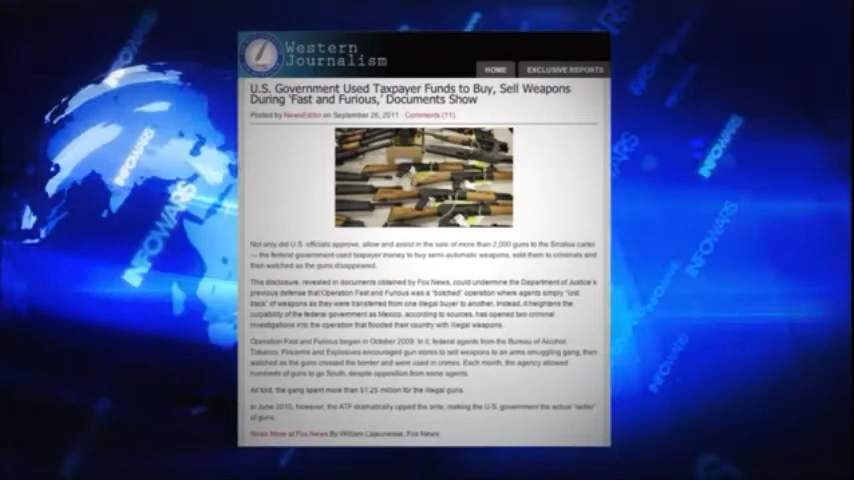 Western
Journalism
HOME
EXCLUSIVE REPORTS
U.S. Government Used Taxpayer Funds to Buy, Sell Weapons
During 'Fast and Furious,' Documents Show
Posted by NewsEditor on September 26, 2011 · Comments (11)
Not only did U.S. officials approve, allow and assist in the sale of more than 2,000 guns to the Sinaloa cartel
— the federal government used taxpayer money to buy semi-automatic weapons, sold them to criminals and
then watched as the guns disappeared.
This disclosure, revealed in documents obtained by Fox News, could undermine the Department of Justice's
previous defense that Operation Fast and Furious was a "botched" operation where agents simply "lost
track" of weapons as they were transferred from one illegal buyer to another. Instead, it heightens the
culpability of the federal government as Mexico, according to sources, has opened two criminal
investigations into the operation that flooded their country with illegal weapons.
Operation Fast and Furious began in October 2009. In it, federal agents from the Bureau of Alcohol,
Tobacco, Firearms and Explosives encouraged gun stores to sell weapons to an arms smuggling gang, then
watched as the guns crossed the border and were used in crimes. Each month, the agency allowed
hundreds of guns to go South, despite opposition from some agents.
All told, the gang spent more than $1.25 million for the illegal guns.
In June 2010, however, the ATF dramatically upped the ante, making the U.S. government the actual "seller"
of guns.
Read More at Fox News By William Lajeunesse, Fox News
INFOWARS
INFOWARS
INFOWARS
INFOWARS
INFOWARS